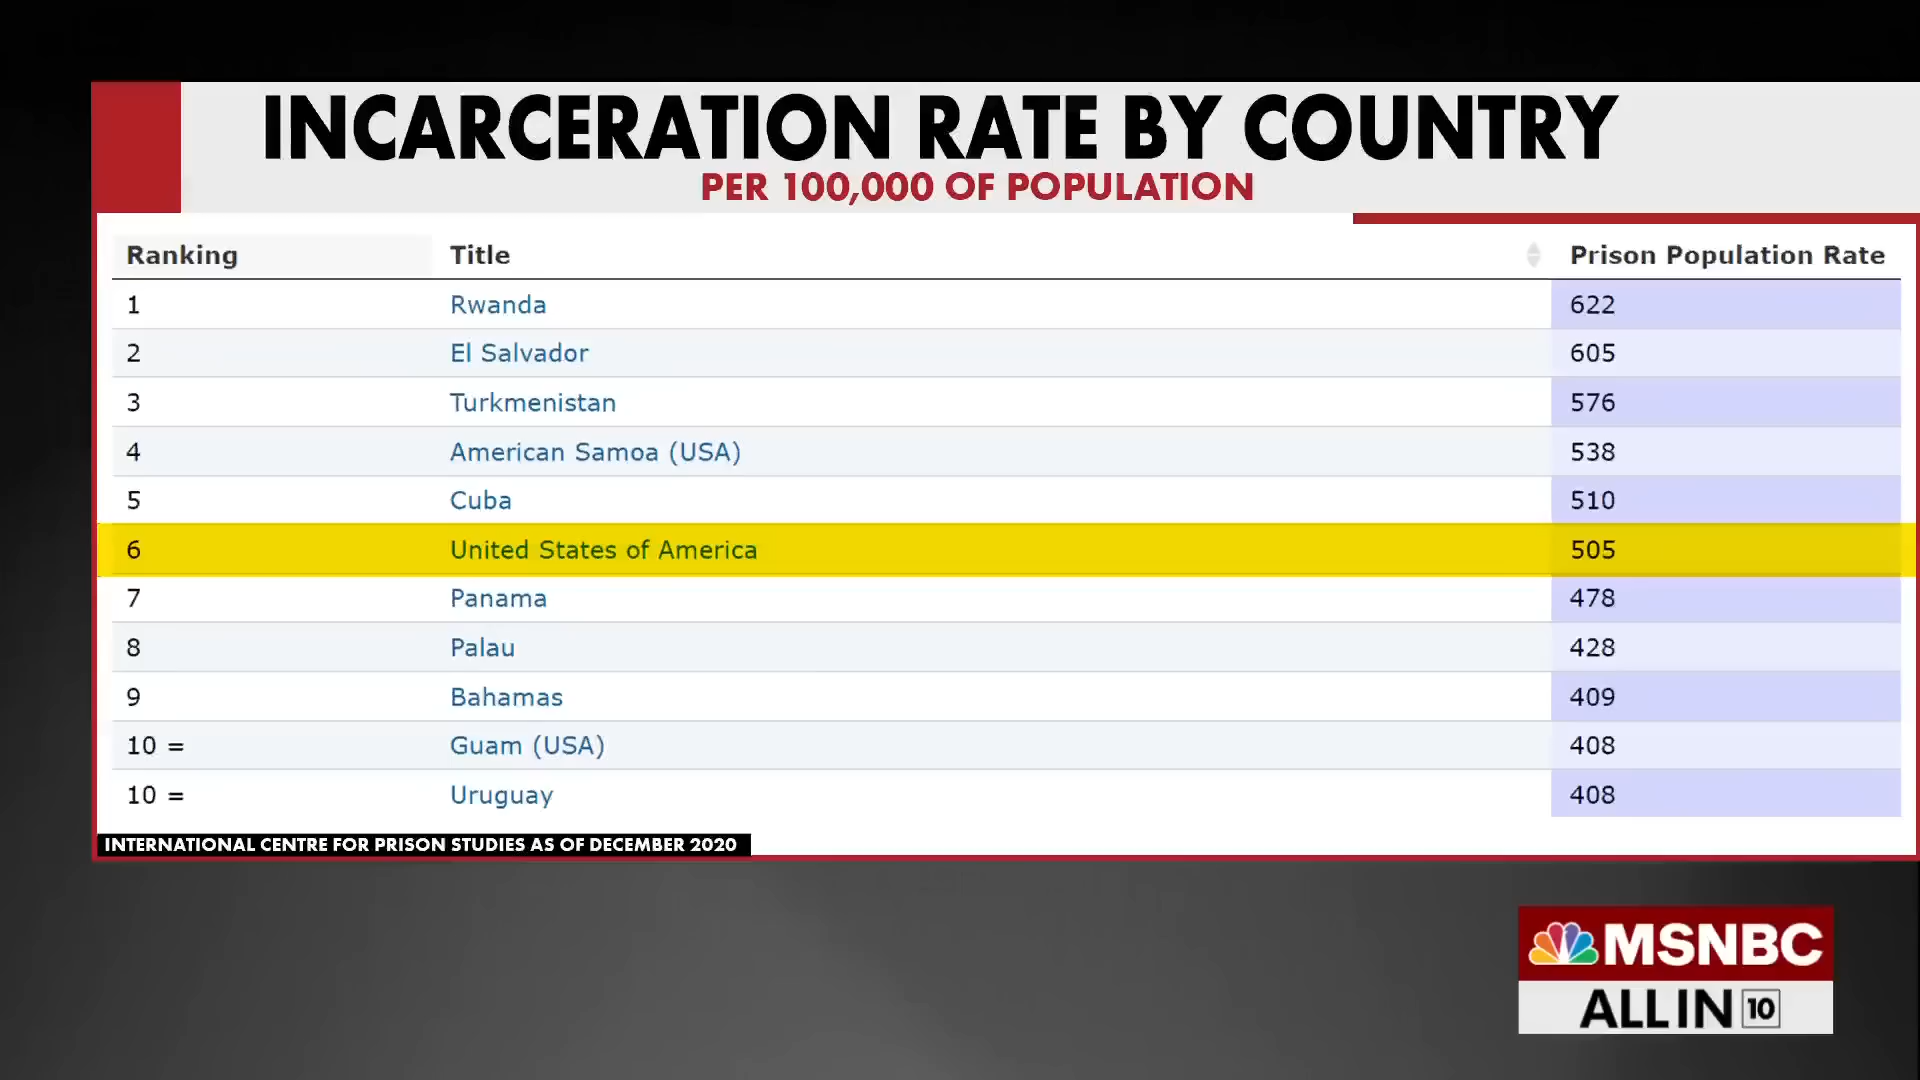 INCARCERATION RATE BY COUNTRY
PER 100,000 OF POPULATION
Ranking Title Prison Population Rate
1 Rwanda 622
2 El Salvador 605
3 Turkmenistan 576
4 American Samoa (USA) 538
5 Cuba 510
6 United States of America 505
7 Panama 478
8 Palau 428
9 Bahamas 409
10 = Guam (USA) 408
10 = Uruguay 408
INTERNATIONAL CENTRE FOR PRISON STUDIES AS OF DECEMBER 2020
MSNBC
ALL IN 10